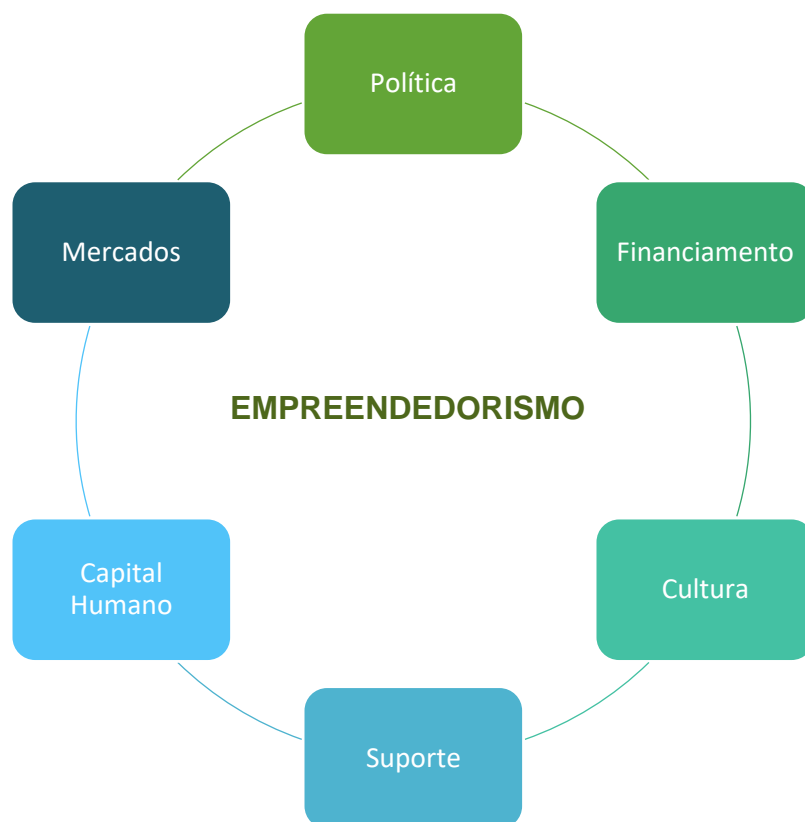 Política
Mercados
Financiamento
EMPREENDEDORISMO
Capital
Humano
Cultura
Suporte